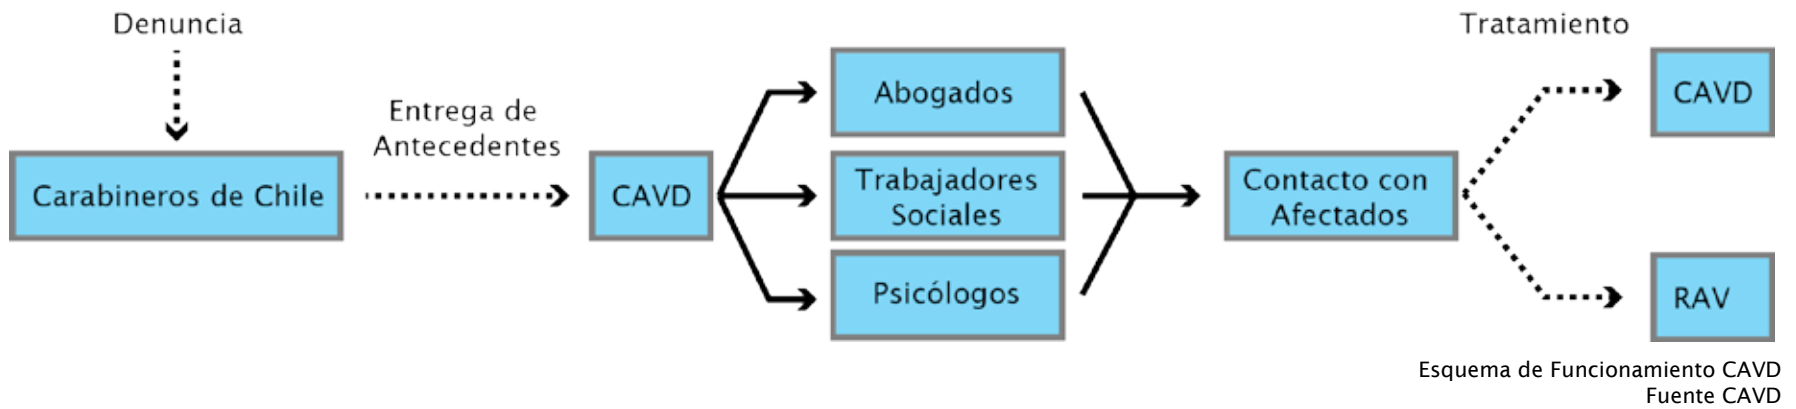 Denuncia
Carabineros de Chile
Entrega de
Antecedentes
CAVD
Abogados
Trabajadores
Sociales
Psicólogos
Contacto con
Afectados
Tratamiento
CAVD
RAV
Esquema de Funcionamiento CAVD
Fuente CAVD